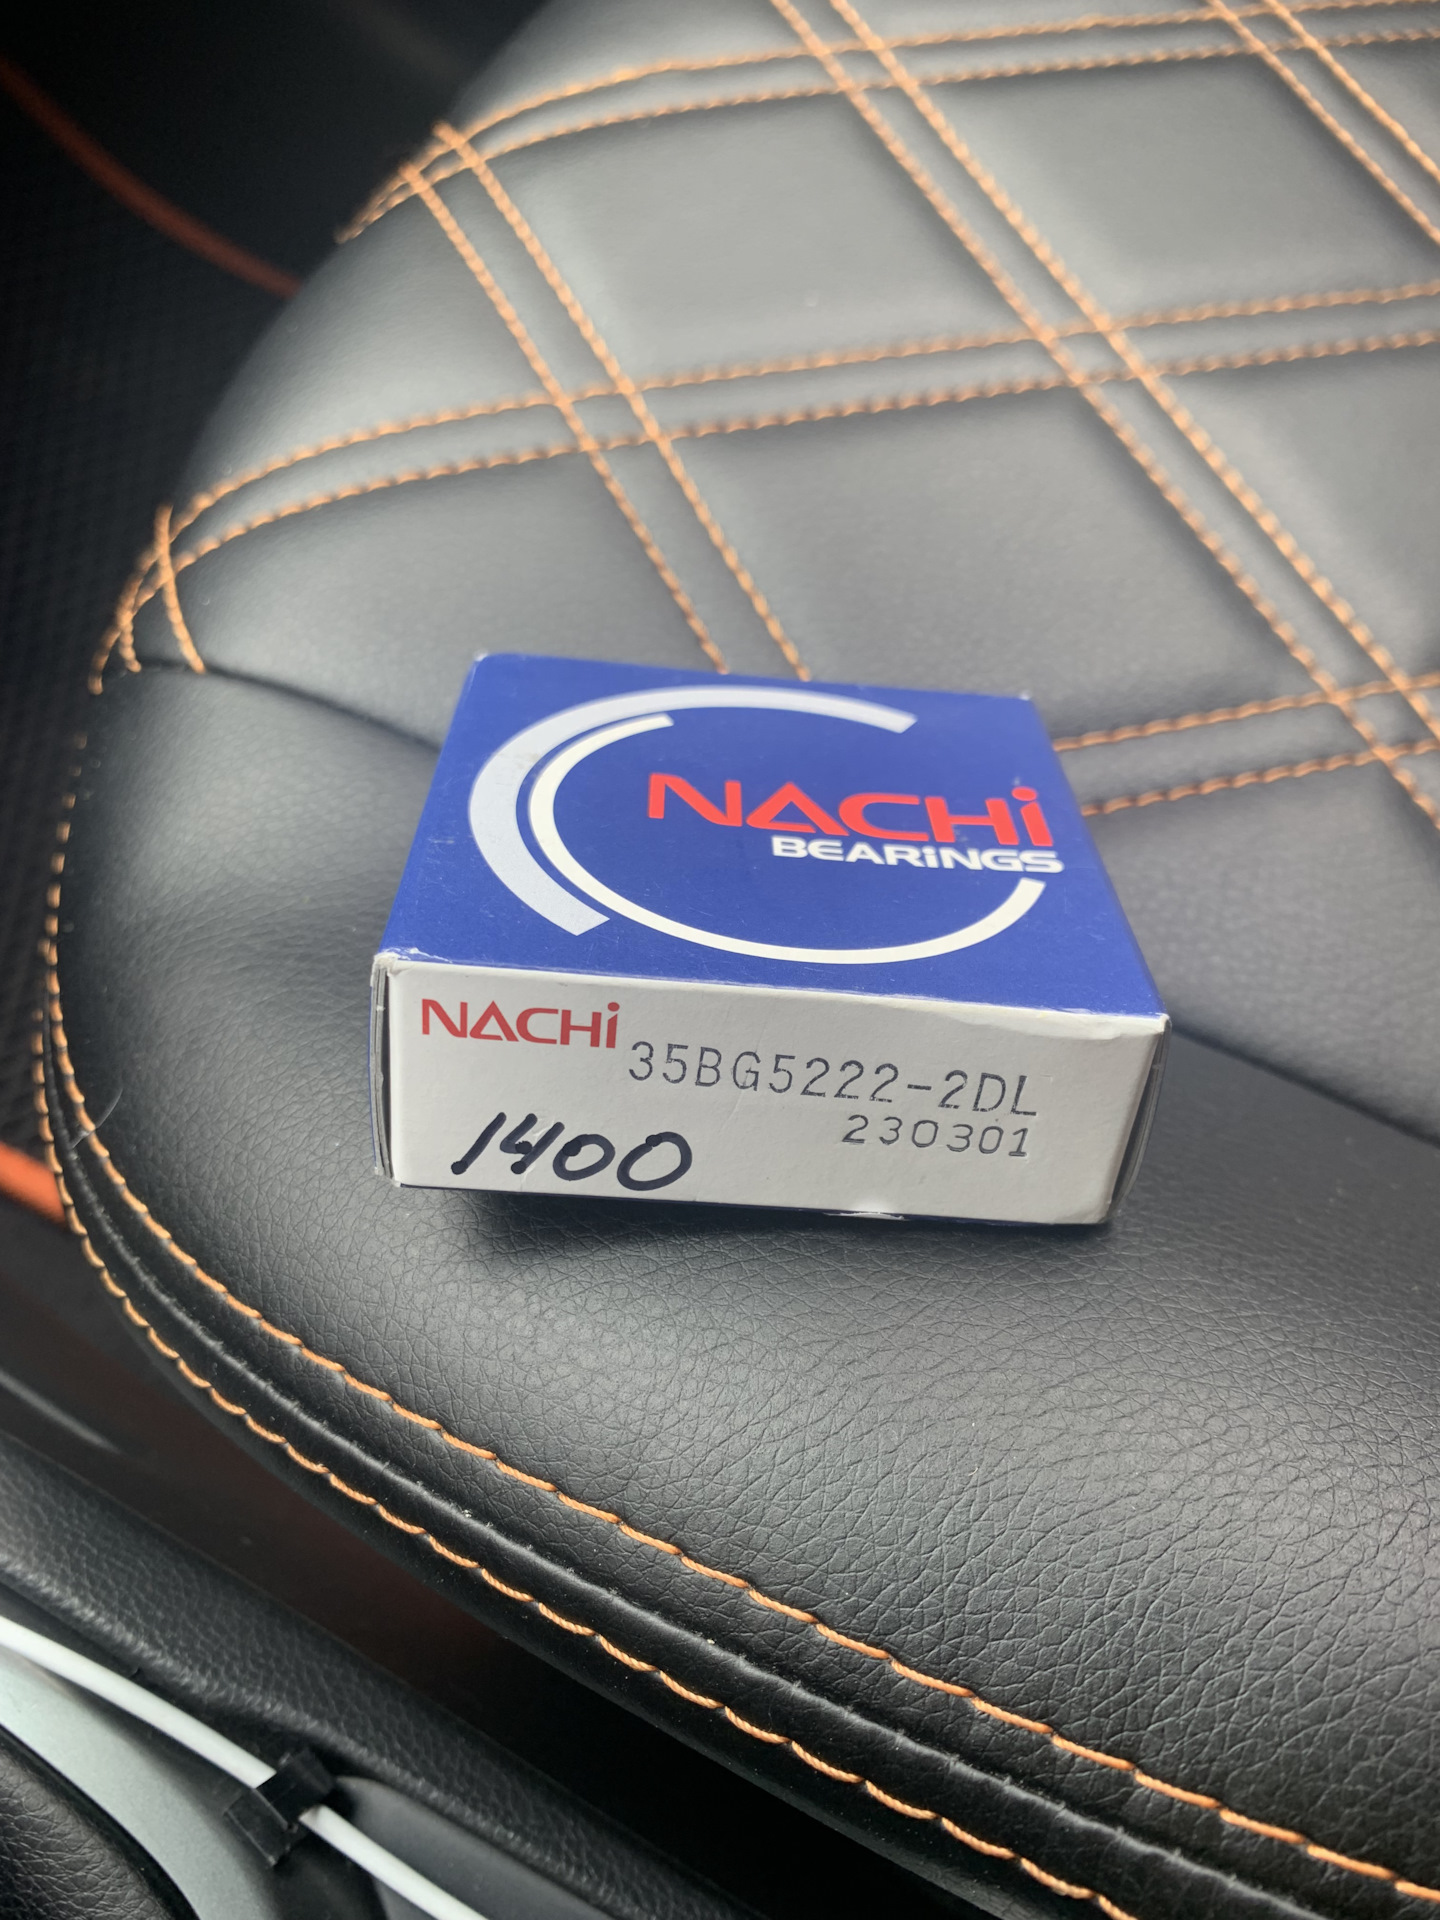 NACHi
BEARiNGS
NACHi 35BG5222-2DL
230301
1400